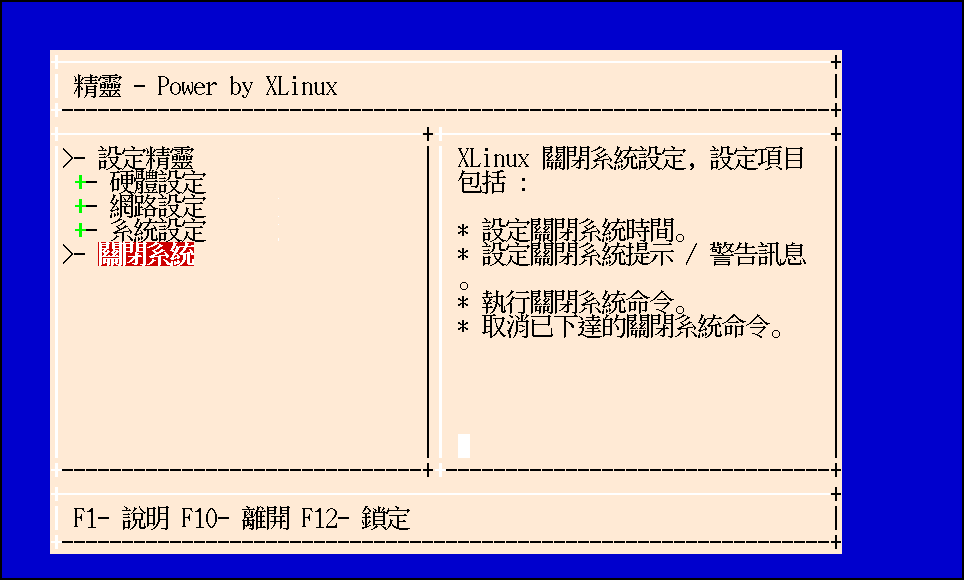 精靈 - Power by XLinux
>- 設定精靈
+- 硬體設定
+- 網路設定
+- 系統設定
>- 關閉系統
XLinux 關閉系統設定, 設定項目
包括 :
* 設定關閉系統時間。
* 設定關閉系統提示 / 警告訊息
。
* 執行關閉系統命令。
* 取消已下達的關閉系統命令。
F1- 說明 F10- 離開 F12- 鎖定